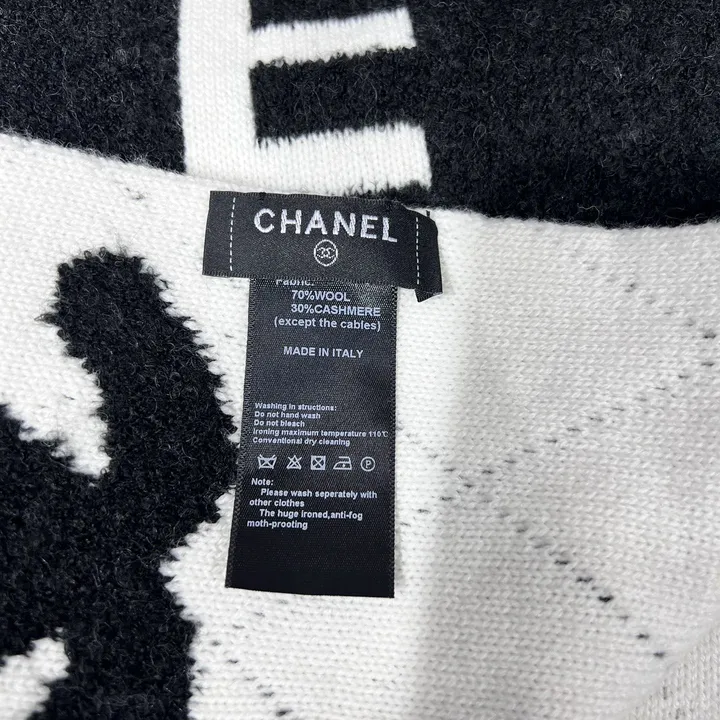 CHANEL
Fabric:
70%WOOL
30%CASHMERE
(except the cables)
MADE IN ITALY
Washing in structions:
Do not hand wash
Do not bleach
Ironing maximum temperature 110℃
Conventional dry cleaning
P
Note:
Please wash seperately with
other clothes
The huge ironed,anti-fog
moth-prooting